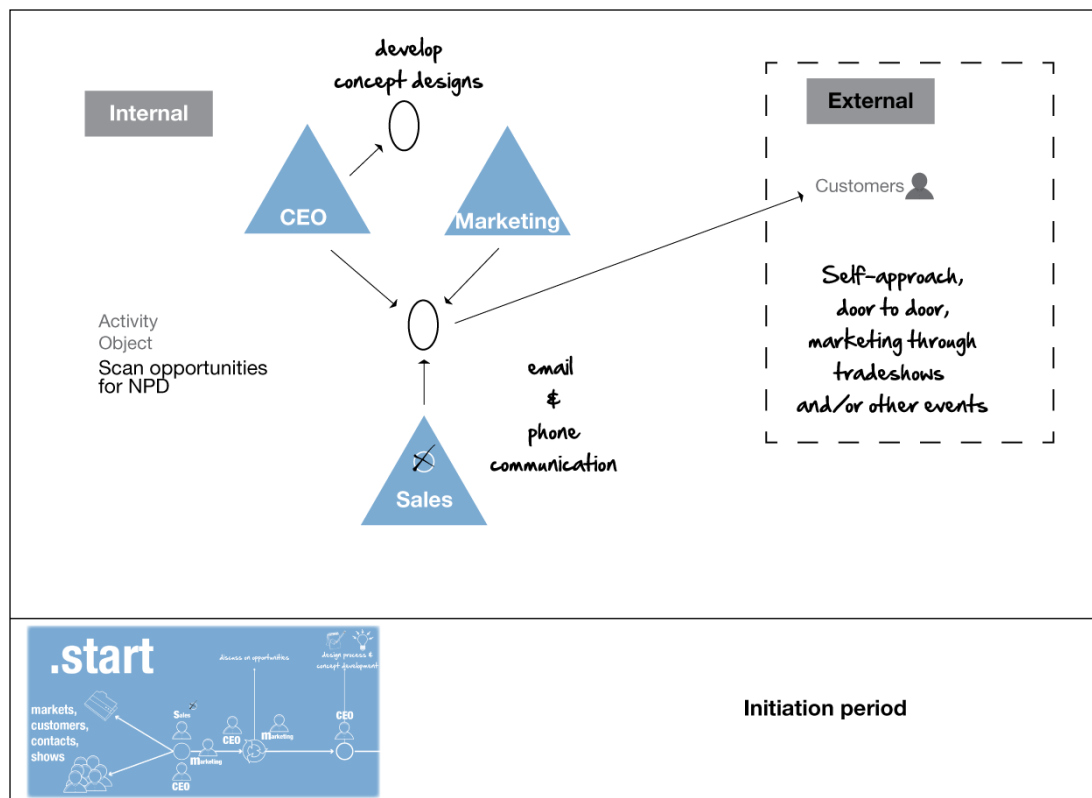 develop
concept designs
Internal
External
Customers
CEO
Marketing
Self-approach,
door to door,
marketing through
tradeshows
and/or other events
Activity
Object
Scan opportunities
for NPD
email
&
phone
communication
Sales
.start
discuss on opportunities
design process &
concept development
markets,
customers,
contacts,
shows
Sales
CEO
marketing
CEO
marketing
CEO
Initiation period